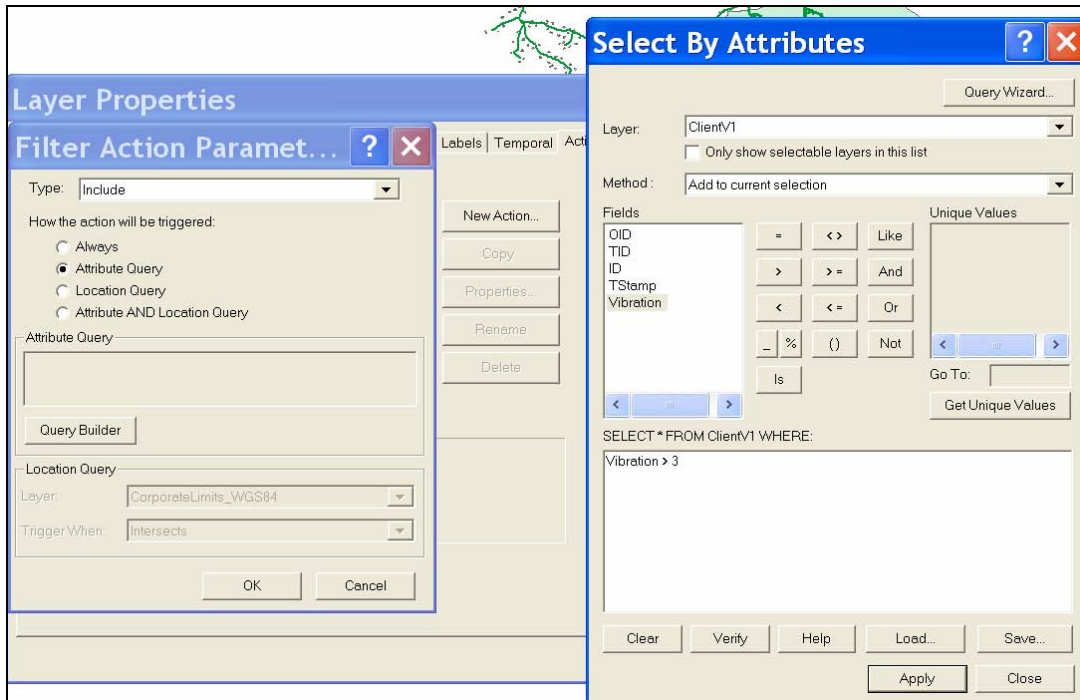 Layer Properties
Labels
Temporal
Acti
New Action...
Copy
Properties...
Rename
Delete
Filter Action Paramet...
?
Type:
Include
How the action will be triggered:
Always
Attribute Query
Location Query
Attribute AND Location Query
Attribute Query
Query Builder
Location Query
Layer:
CorporateLimits_WGS84
Trigger When:
Intersects
OK
Cancel
Select By Attributes
?
Query Wizard...
Layer:
ClientV1
Only show selectable layers in this list
Method :
Add to current selection
Fields
OID
TID
ID
TStamp
Vibration
=
< >
Like
>
> =
And
<
< =
Or
_
%
()
Not
Is
Unique Values
Go To:
Get Unique Values
SELECT * FROM ClientV1 WHERE:
Vibration > 3
Clear
Verify
Help
Load...
Save...
Apply
Close